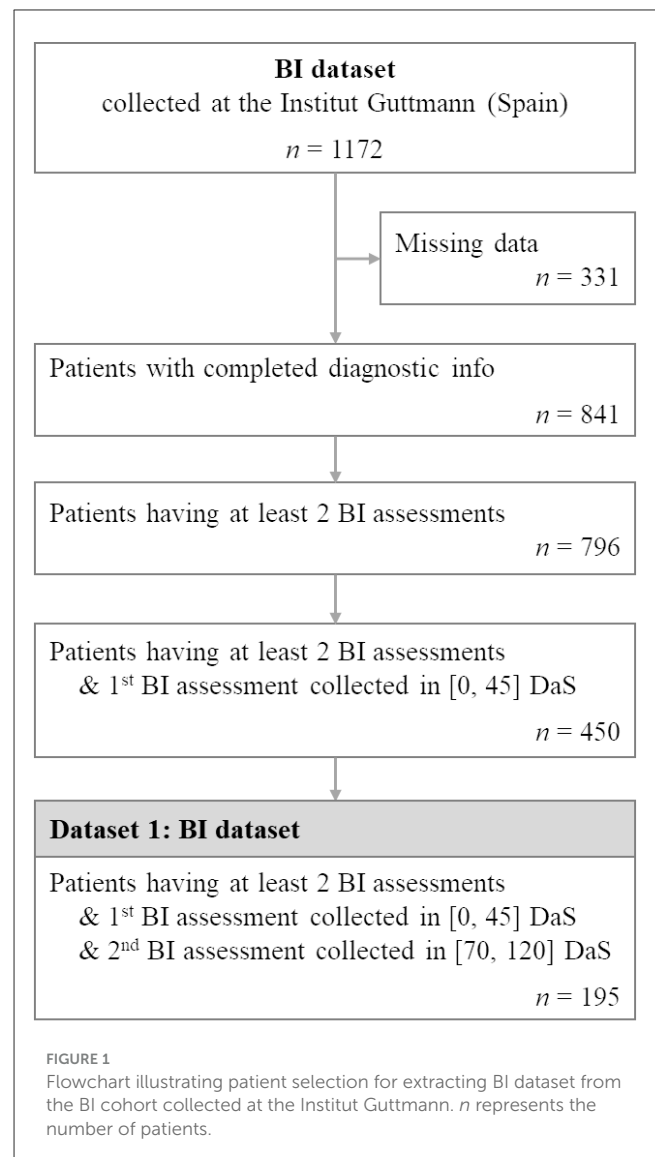 BI dataset
collected at the Institut Guttmann (Spain)
n = 1172
Missing data
n = 331
Patients with completed diagnostic info
n = 841
Patients having at least 2 BI assessments
n = 796
Patients having at least 2 BI assessments
& 1st BI assessment collected in [0, 45] DaS
n = 450
Dataset 1: BI dataset
Patients having at least 2 BI assessments
& 1st BI assessment collected in [0, 45] DaS
& 2nd BI assessment collected in [70, 120] DaS
n = 195
FIGURE 1
Flowchart illustrating patient selection for extracting BI dataset from
the BI cohort collected at the Institut Guttmann. n represents the
number of patients.